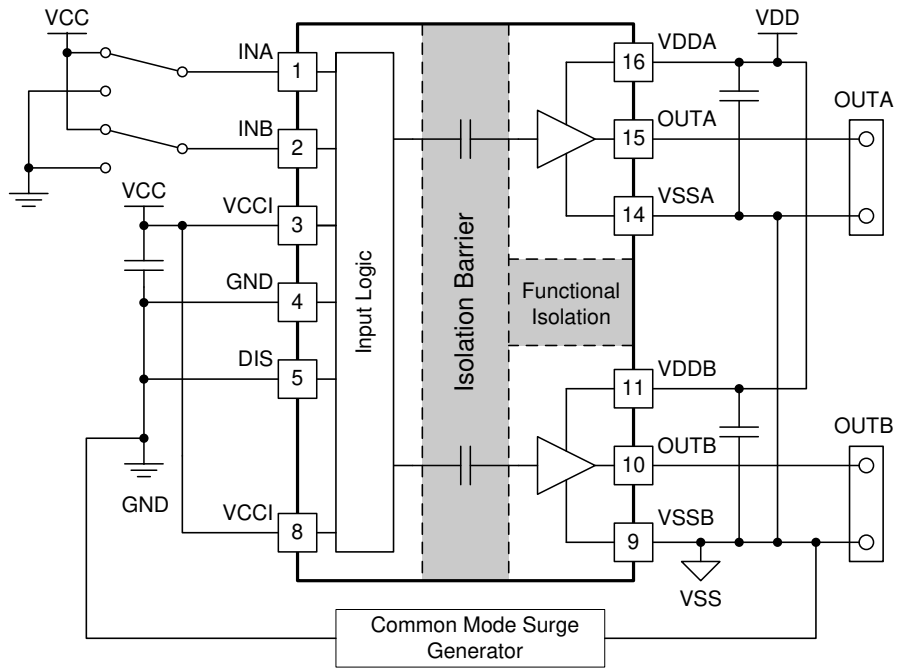 VCC
INA
1
INB
2
VCC
VCCI
3
GND
4
DIS
5
GND
VCCI
8
Input Logic
Isolation Barrier
Functional
Isolation
VDDA
16
VDD
OUTA
15
OUTA
VSSA
14
VDDB
11
OUTB
10
OUTB
VSSB
9
VSS
Common Mode Surge
Generator